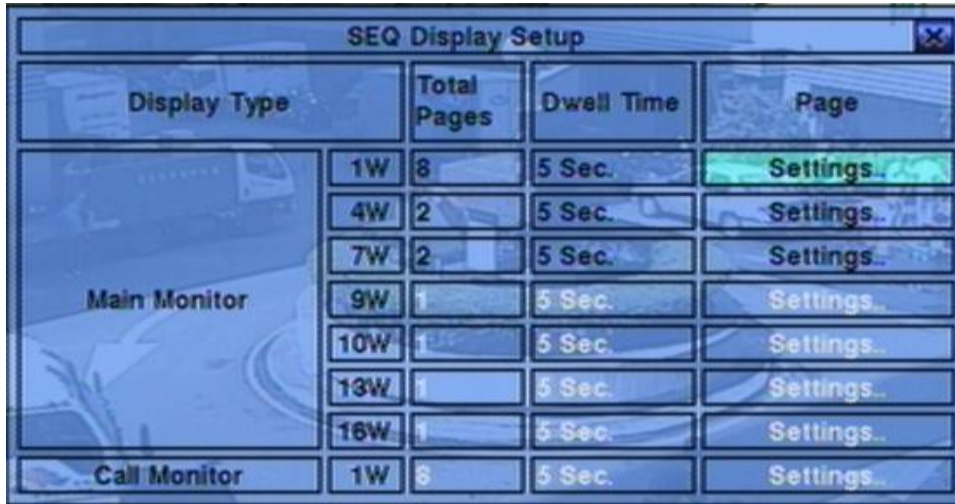 SEQ Display Setup
Display Type Total Pages Dwell Time Page
Main Monitor
1W 8 5 Sec. Settings..
4W 2 5 Sec. Settings..
7W 2 5 Sec. Settings..
9W 1 5 Sec. Settings..
10W 1 5 Sec. Settings..
13W 1 5 Sec. Settings..
16W 1 5 Sec. Settings..
Call Monitor 1W 8 5 Sec. Settings..